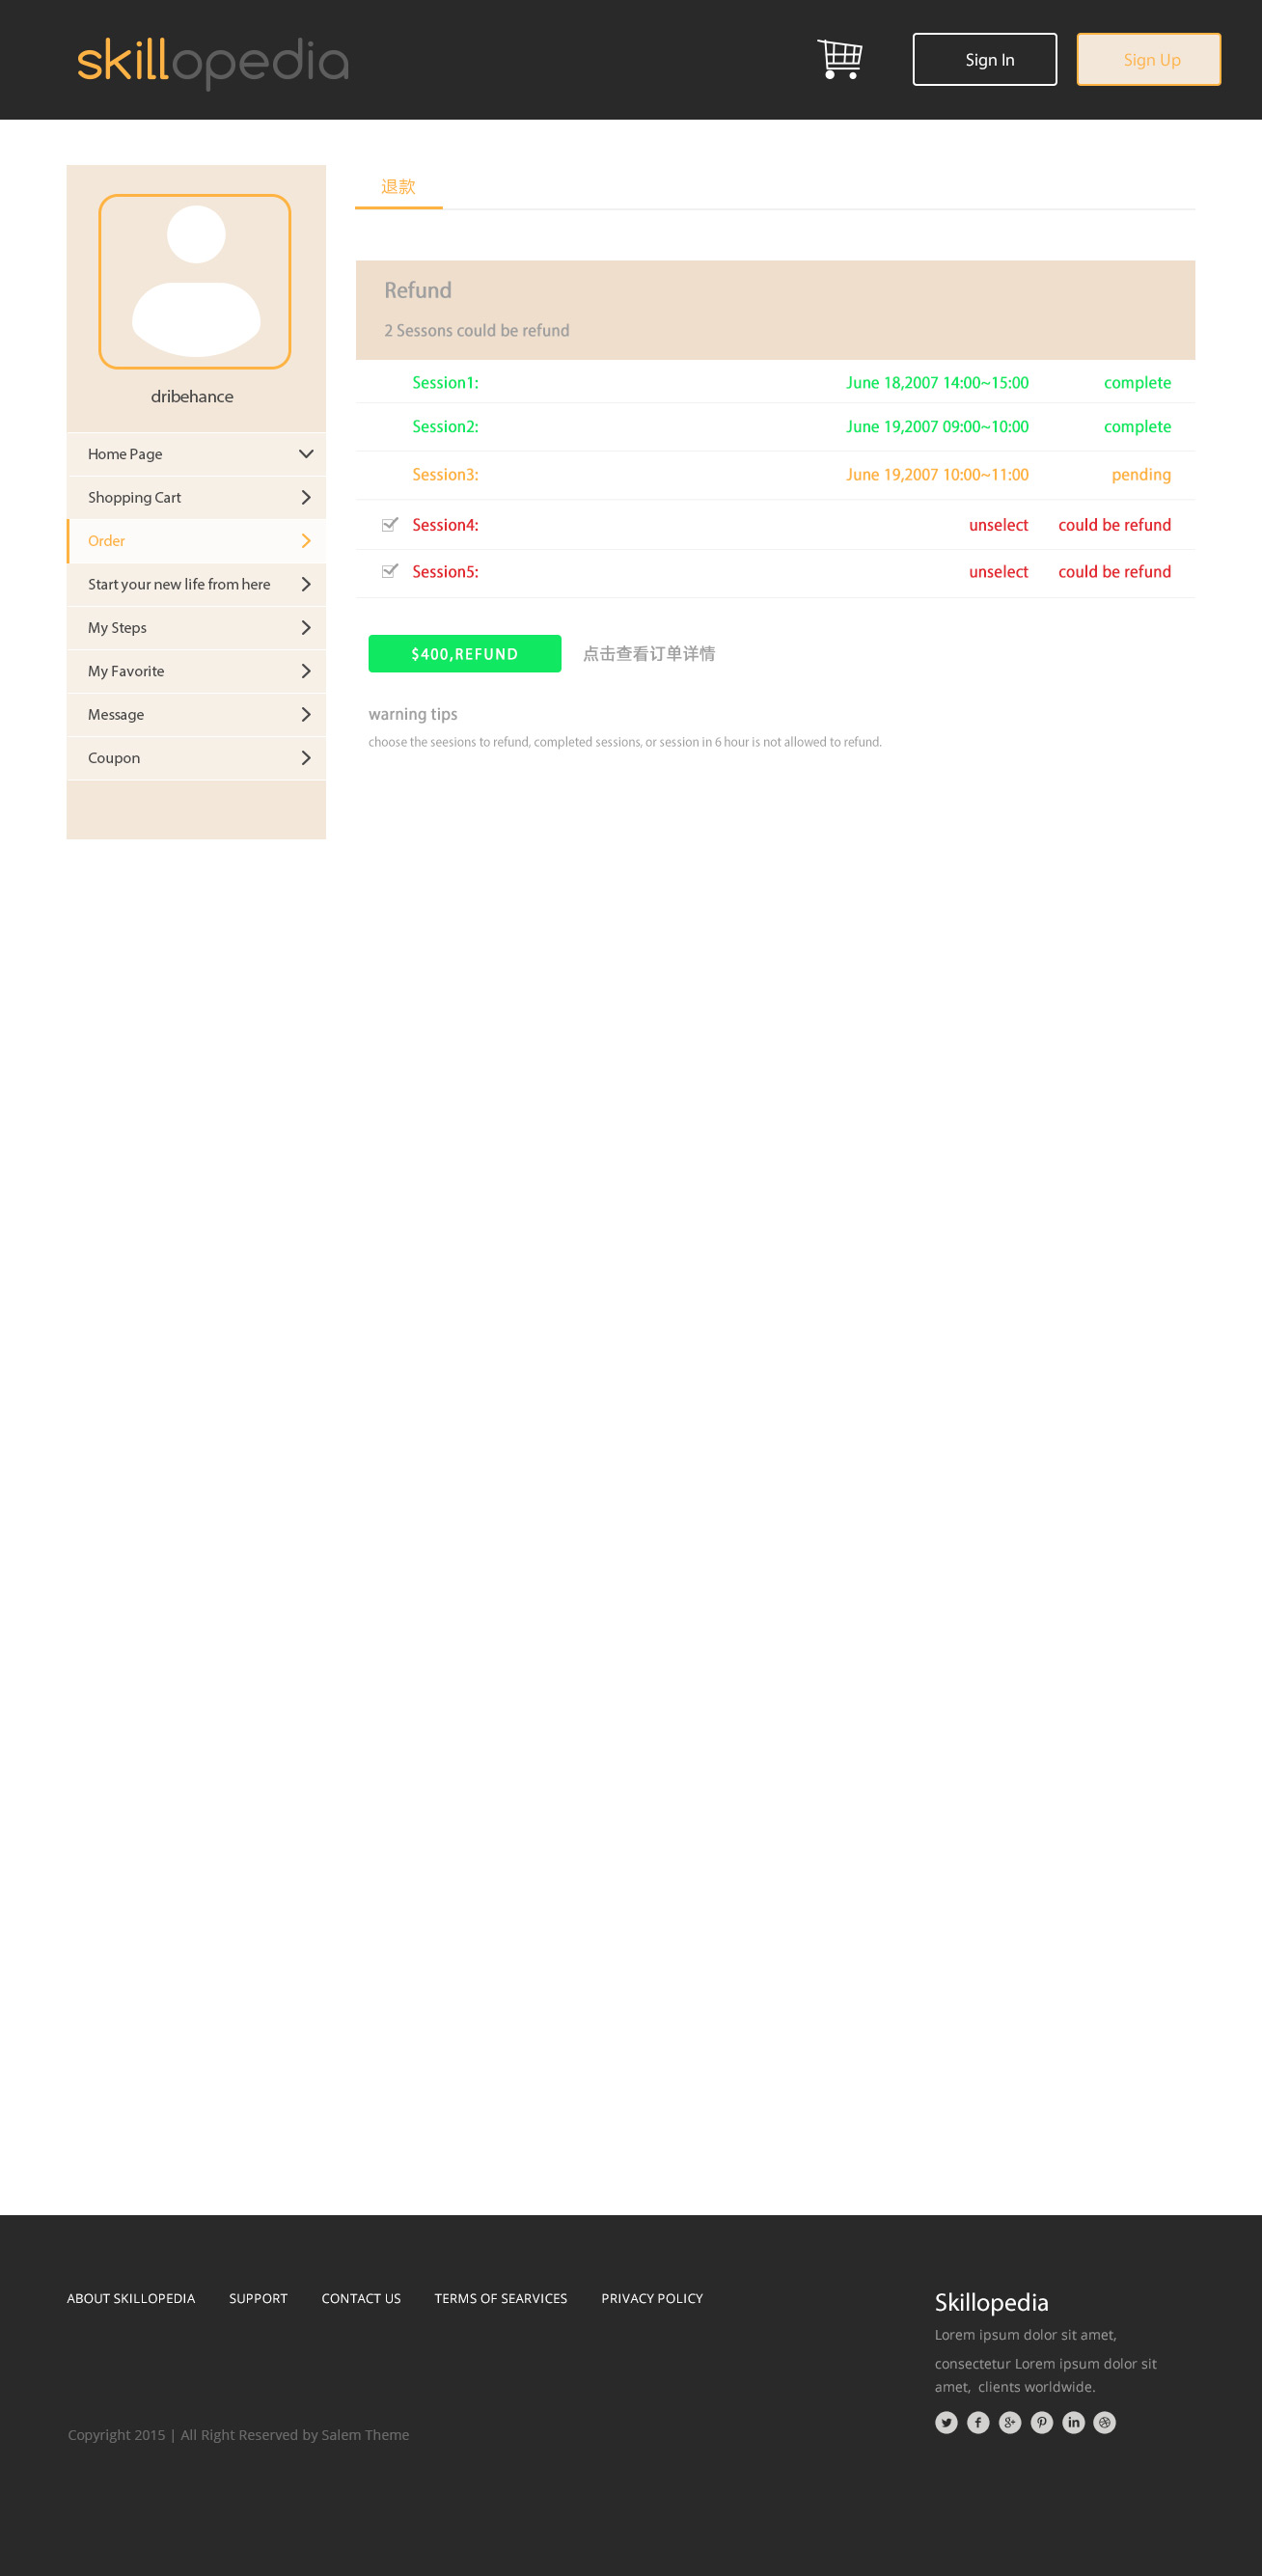 skillopedia
Sign In
Sign Up
退款
dribehance
Home Page
Shopping Cart
Order
Start your new life from here
My Steps
My Favorite
Message
Coupon
Refund
2 Sessons could be refund
Session1: June 18,2007 14:00~15:00 complete
Session2: June 19,2007 09:00~10:00 complete
Session3: June 19,2007 10:00~11:00 pending
Session4: unselect could be refund
Session5: unselect could be refund
$400,REFUND 点击查看订单详情
warning tips
choose the seesions to refund, completed sessions, or session in 6 hour is not allowed to refund.
ABOUT SKILLOPEDIA SUPPORT CONTACT US TERMS OF SEARVICES PRIVACY POLICY
Copyright 2015 | All Right Reserved by Salem Theme
Skillopedia
Lorem ipsum dolor sit amet,
consectetur Lorem ipsum dolor sit
amet, clients worldwide.